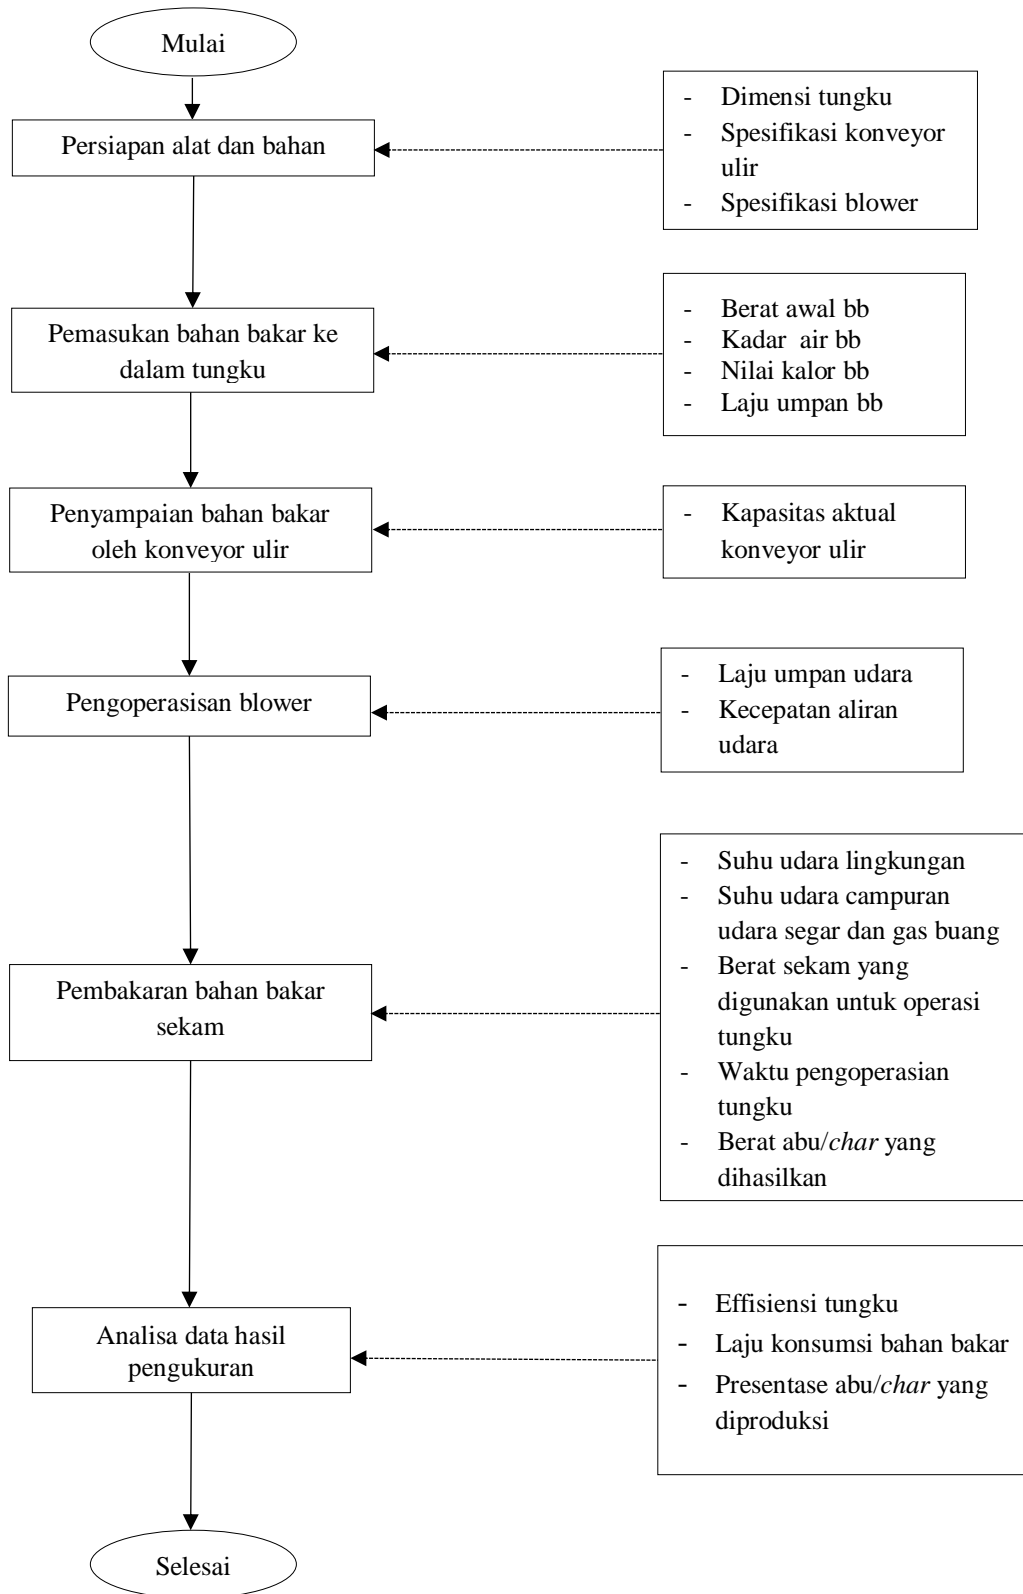 Mulai
Persiapan alat dan bahan
- Dimensi tungku
- Spesifikasi konveyor
ulir
- Spesifikasi blower
Pemasukan bahan bakar ke
dalam tungku
- Berat awal bb
- Kadar air bb
- Nilai kalor bb
- Laju umpan bb
Penyampaian bahan bakar
oleh konveyor ulir
- Kapasitas aktual
konveyor ulir
Pengoperasisan blower
- Laju umpan udara
- Kecepatan aliran
udara
Pembakaran bahan bakar
sekam
- Suhu udara lingkungan
- Suhu udara campuran
udara segar dan gas buang
- Berat sekam yang
digunakan untuk operasi
tungku
- Waktu pengoperasian
tungku
- Berat abu/char yang
dihasilkan
Analisa data hasil
pengukuran
- Effisiensi tungku
- Laju konsumsi bahan bakar
- Presentase abu/char yang
diproduksi
Selesai